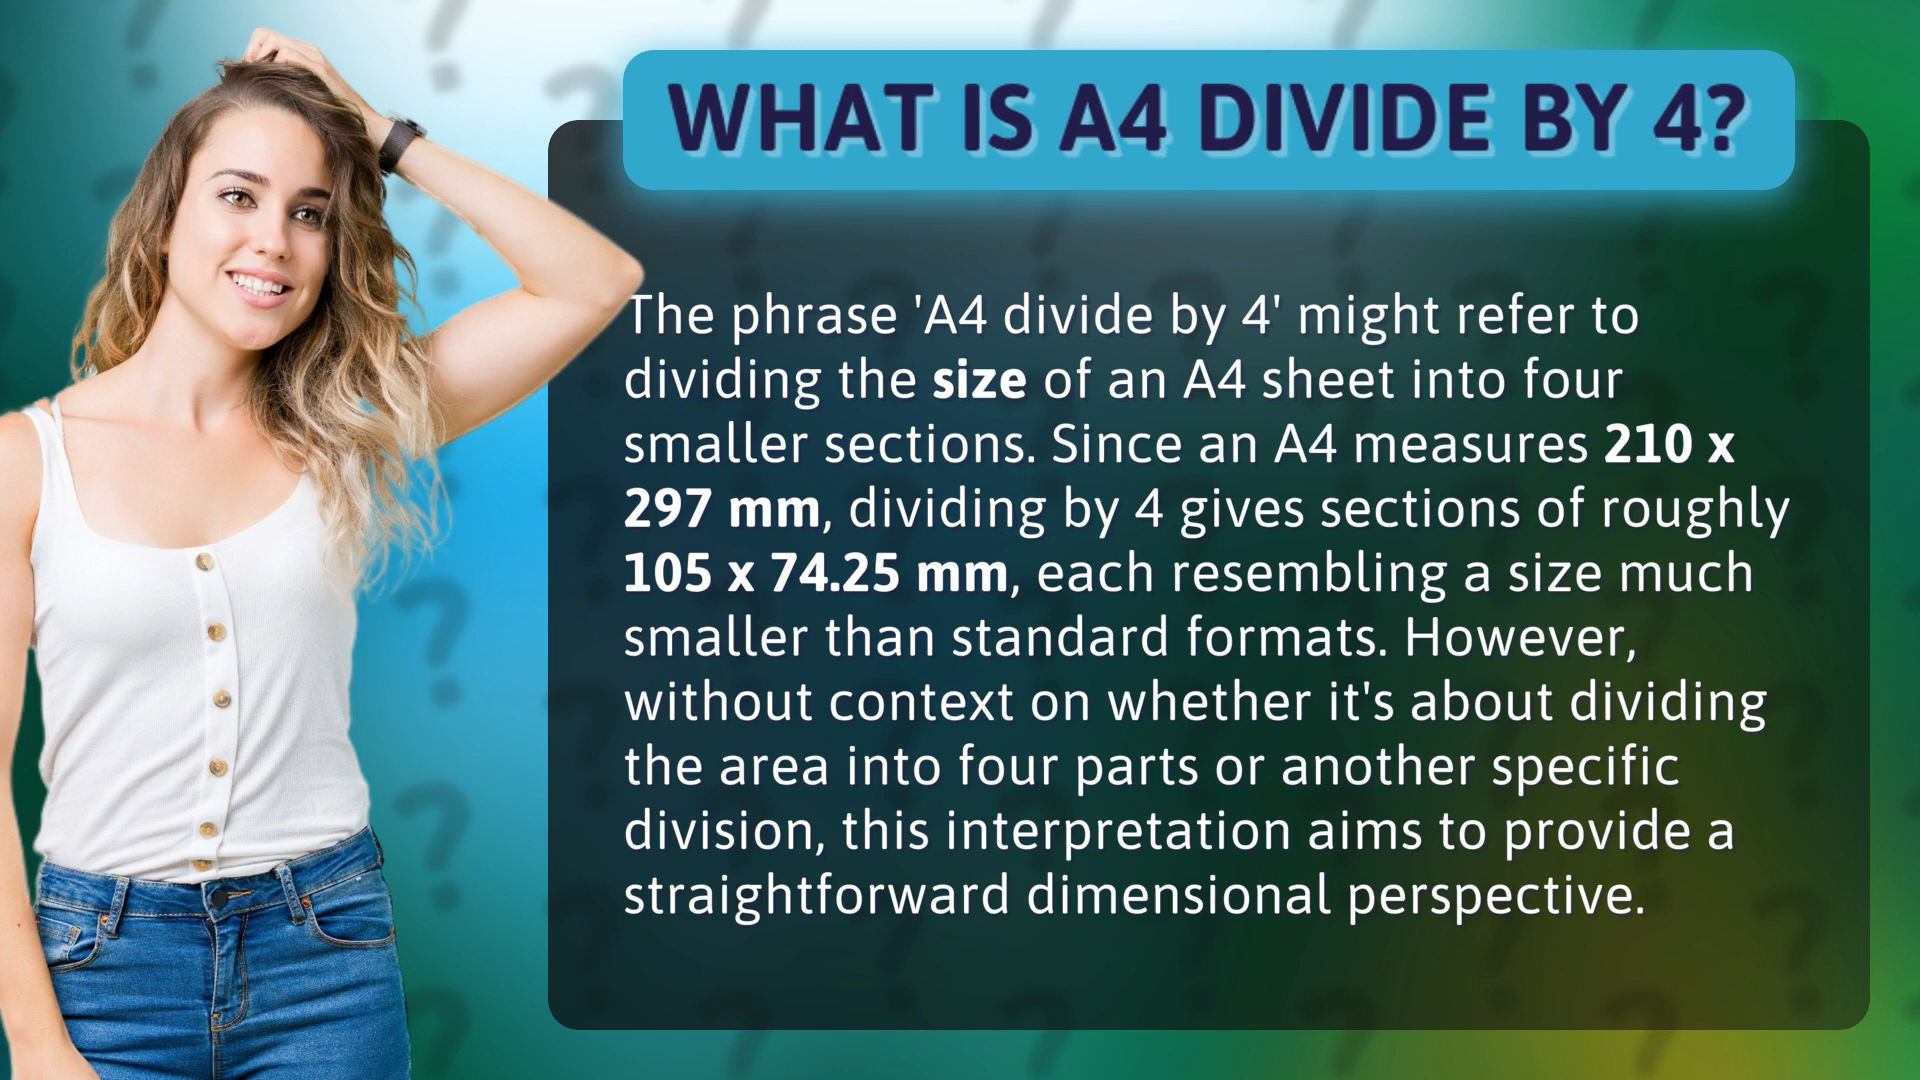 WHAT IS A4 DIVIDE BY 4?
The phrase 'A4 divide by 4' might refer to
dividing the size of an A4 sheet into four
smaller sections. Since an A4 measures 210 x
297 mm, dividing by 4 gives sections of roughly
105 x 74.25 mm, each resembling a size much
smaller than standard formats. However,
without context on whether it's about dividing
the area into four parts or another specific
division, this interpretation aims to provide a
straightforward dimensional perspective.